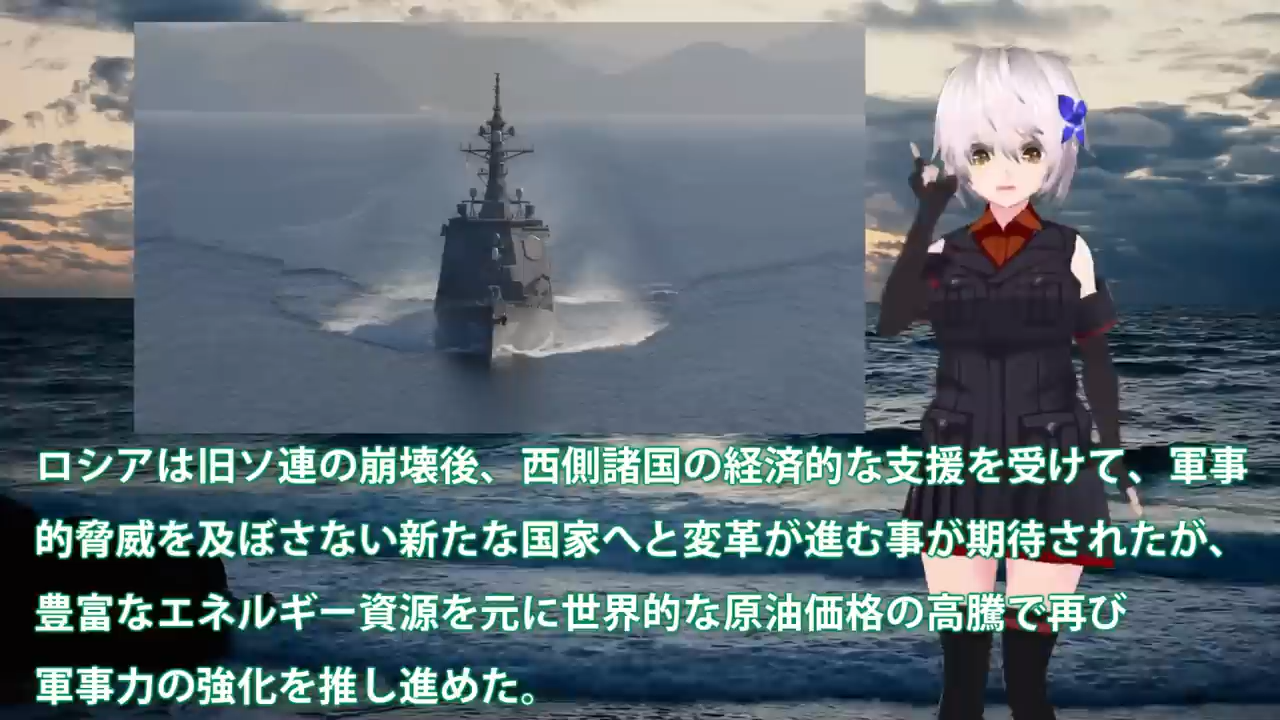 ロシアは旧ソ連の崩壊後、西側諸国の経済的な支援を受けて、軍事
的脅威を及ぼさない新たな国家へと変革が進む事が期待されたが、
豊富なエネルギー資源を元に世界的な原油価格の高騰で再び
軍事力の強化を推し進めた。